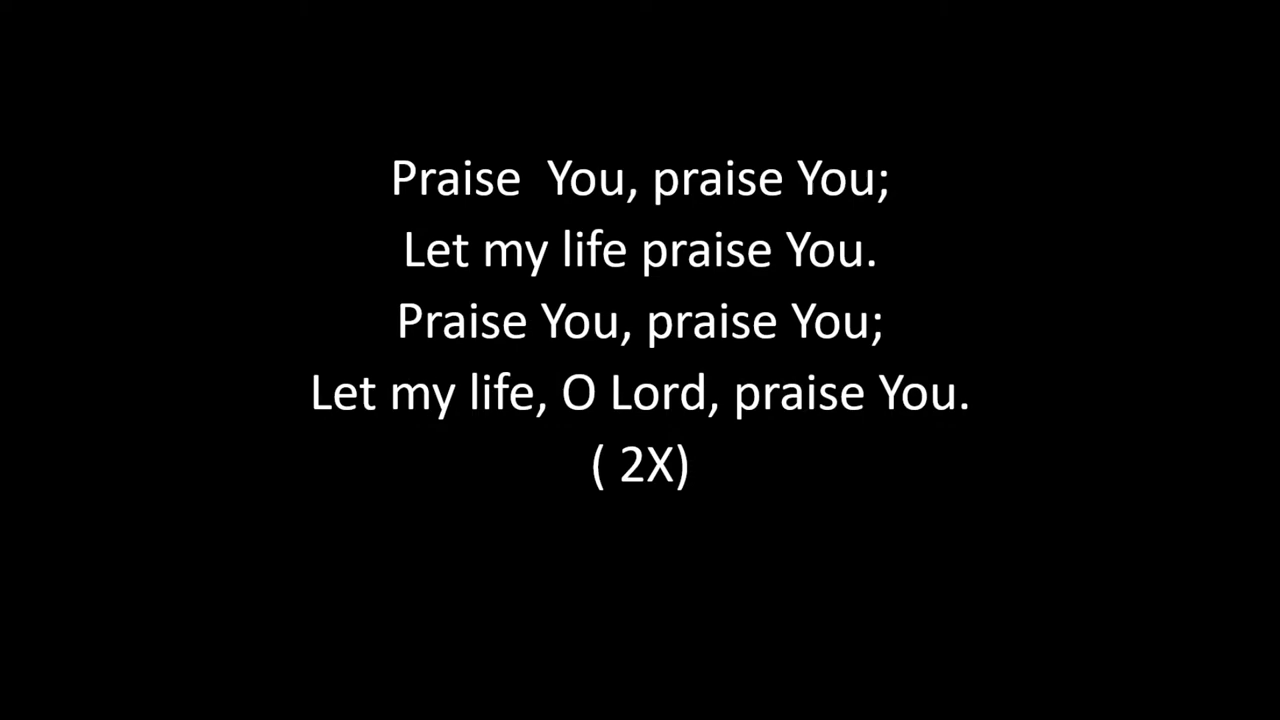 Praise  You, praise You;
Let my life praise You.
Praise You, praise You;
Let my life, O Lord, praise You.
( 2X)